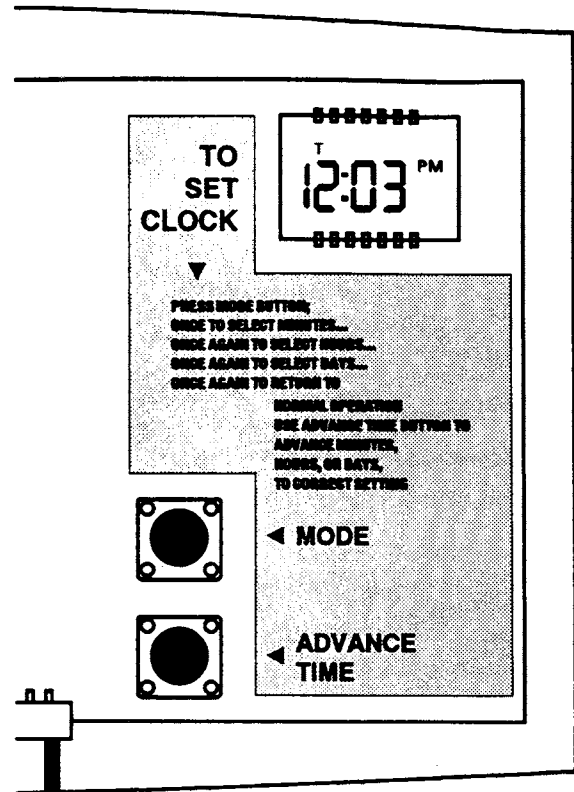 TO
SET
CLOCK
T
12:03 PM
PRESS MODE BUTTON;
ONCE TO SELECT MINUTES...
ONCE AGAIN TO SELECT HOURS...
ONCE AGAIN TO SELECT DAYS...
ONCE AGAIN TO RETURN TO
NORMAL OPERATION
USE ADVANCE TIME BUTTON TO
ADVANCE MINUTES,
HOURS, OR DAYS,
TO CORRECT SETTING
MODE
ADVANCE
TIME